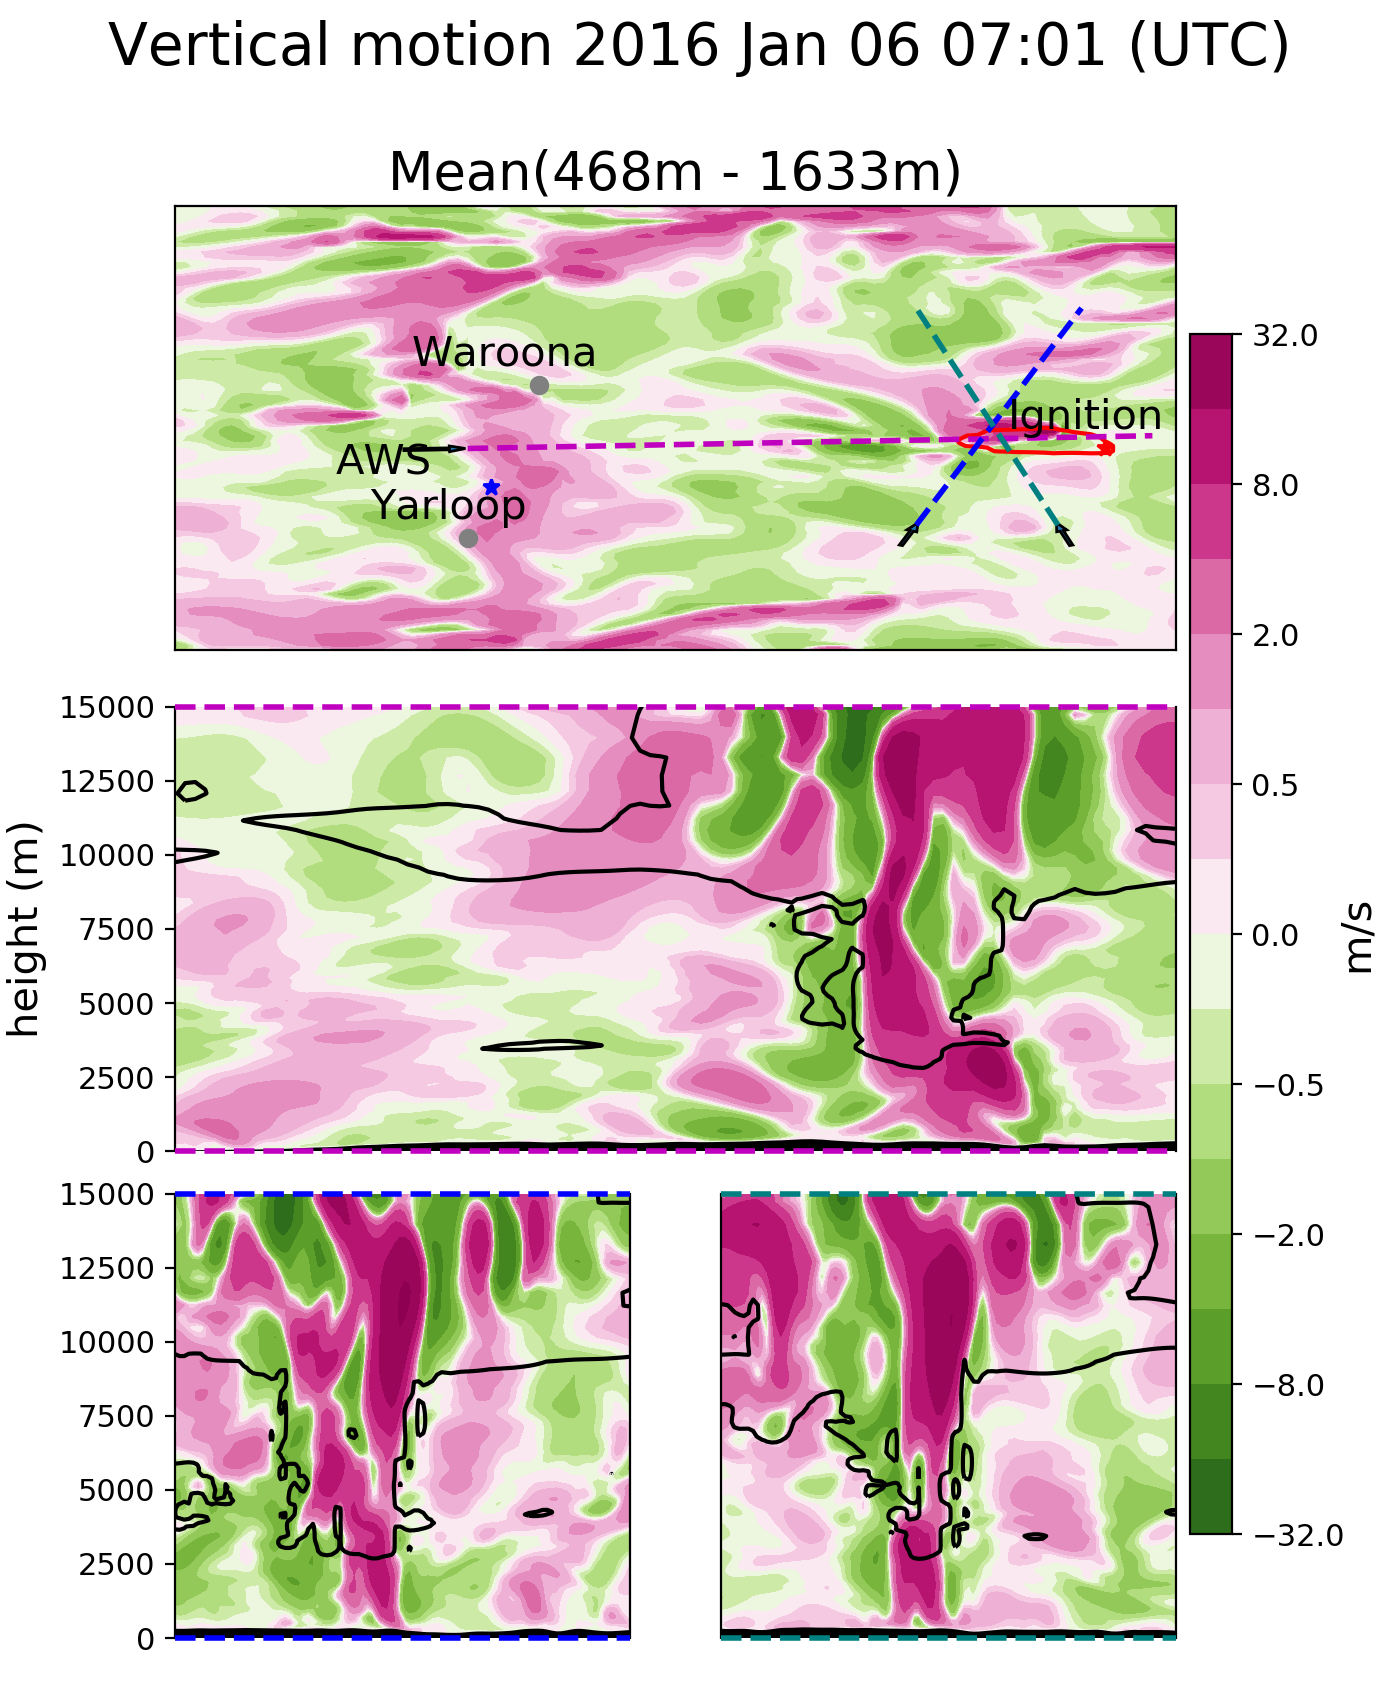 Vertical motion 2016 Jan 06 07:01 (UTC)
Mean(468m - 1633m)
Waroona
Ignition
AWS
Yarloop
32.0
8.0
2.0
0.5
0.0
−0.5
−2.0
−8.0
−32.0
m/s
height (m)
15000
12500
10000
7500
5000
2500
0
15000
12500
10000
7500
5000
2500
0